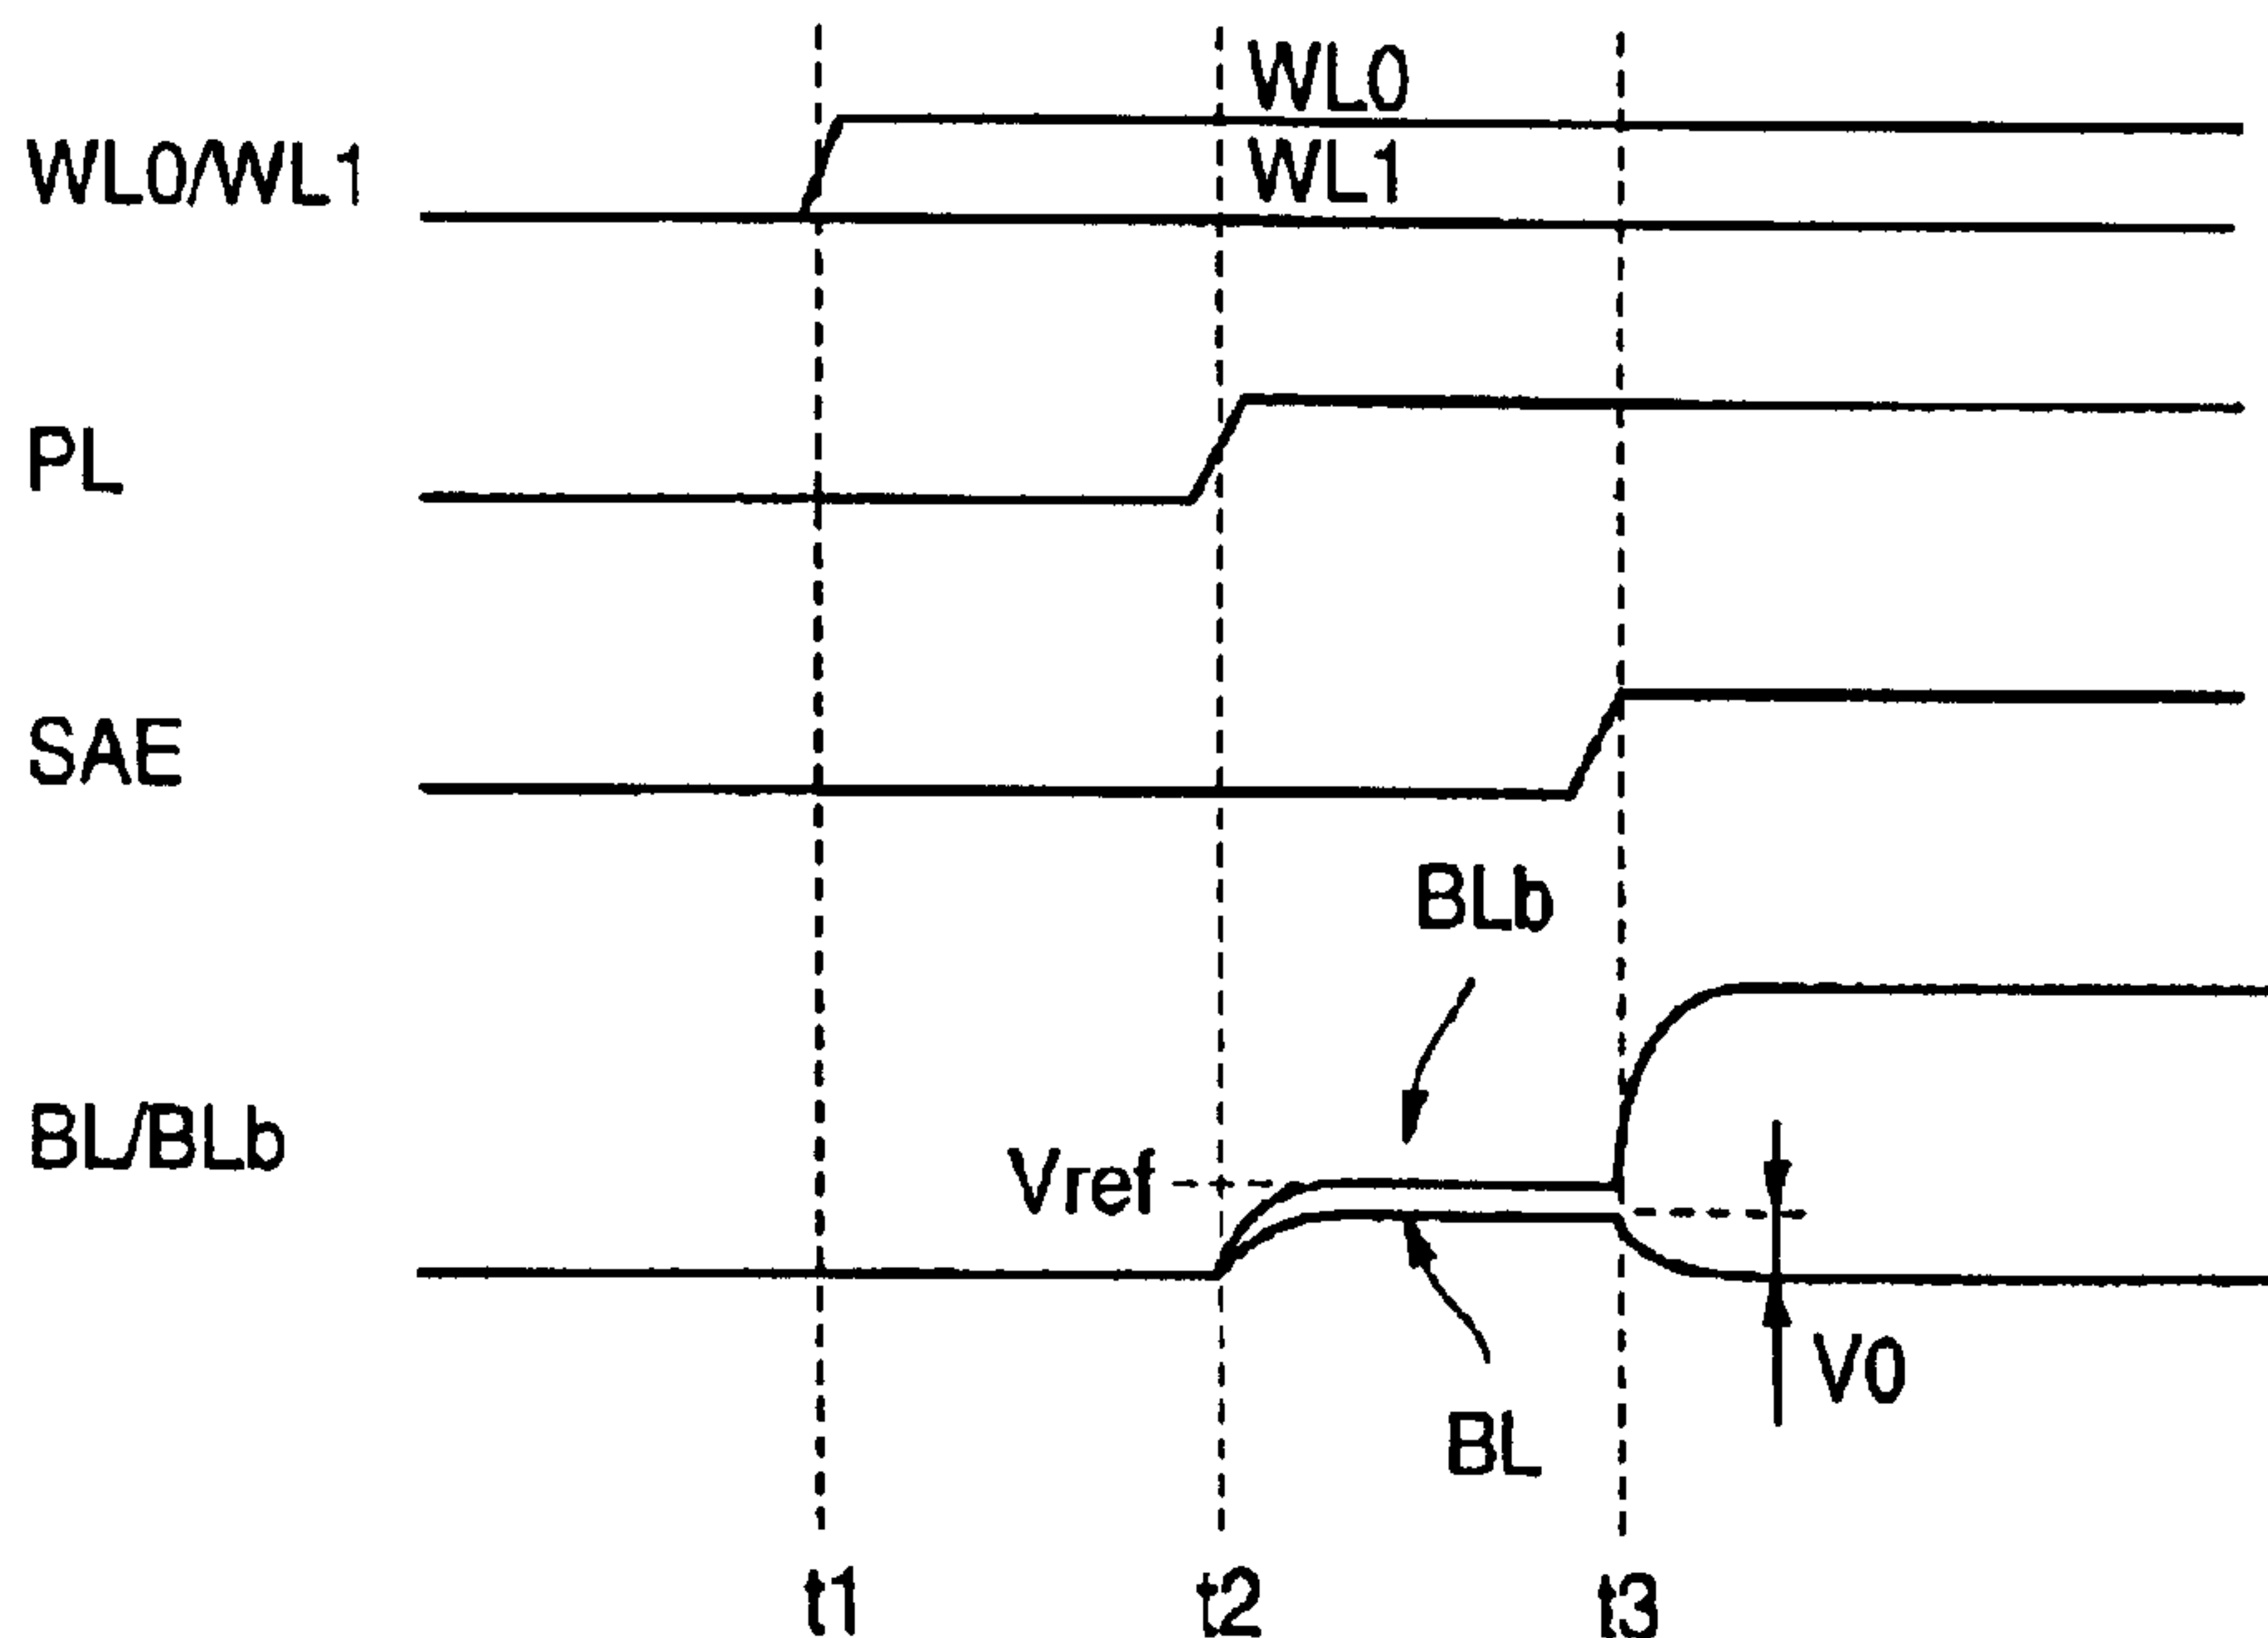 WL0
WL0/WL1
WL1
PL
SAE
BLb
BL/BLb
Vref
V0
BL
t1
t2
t3